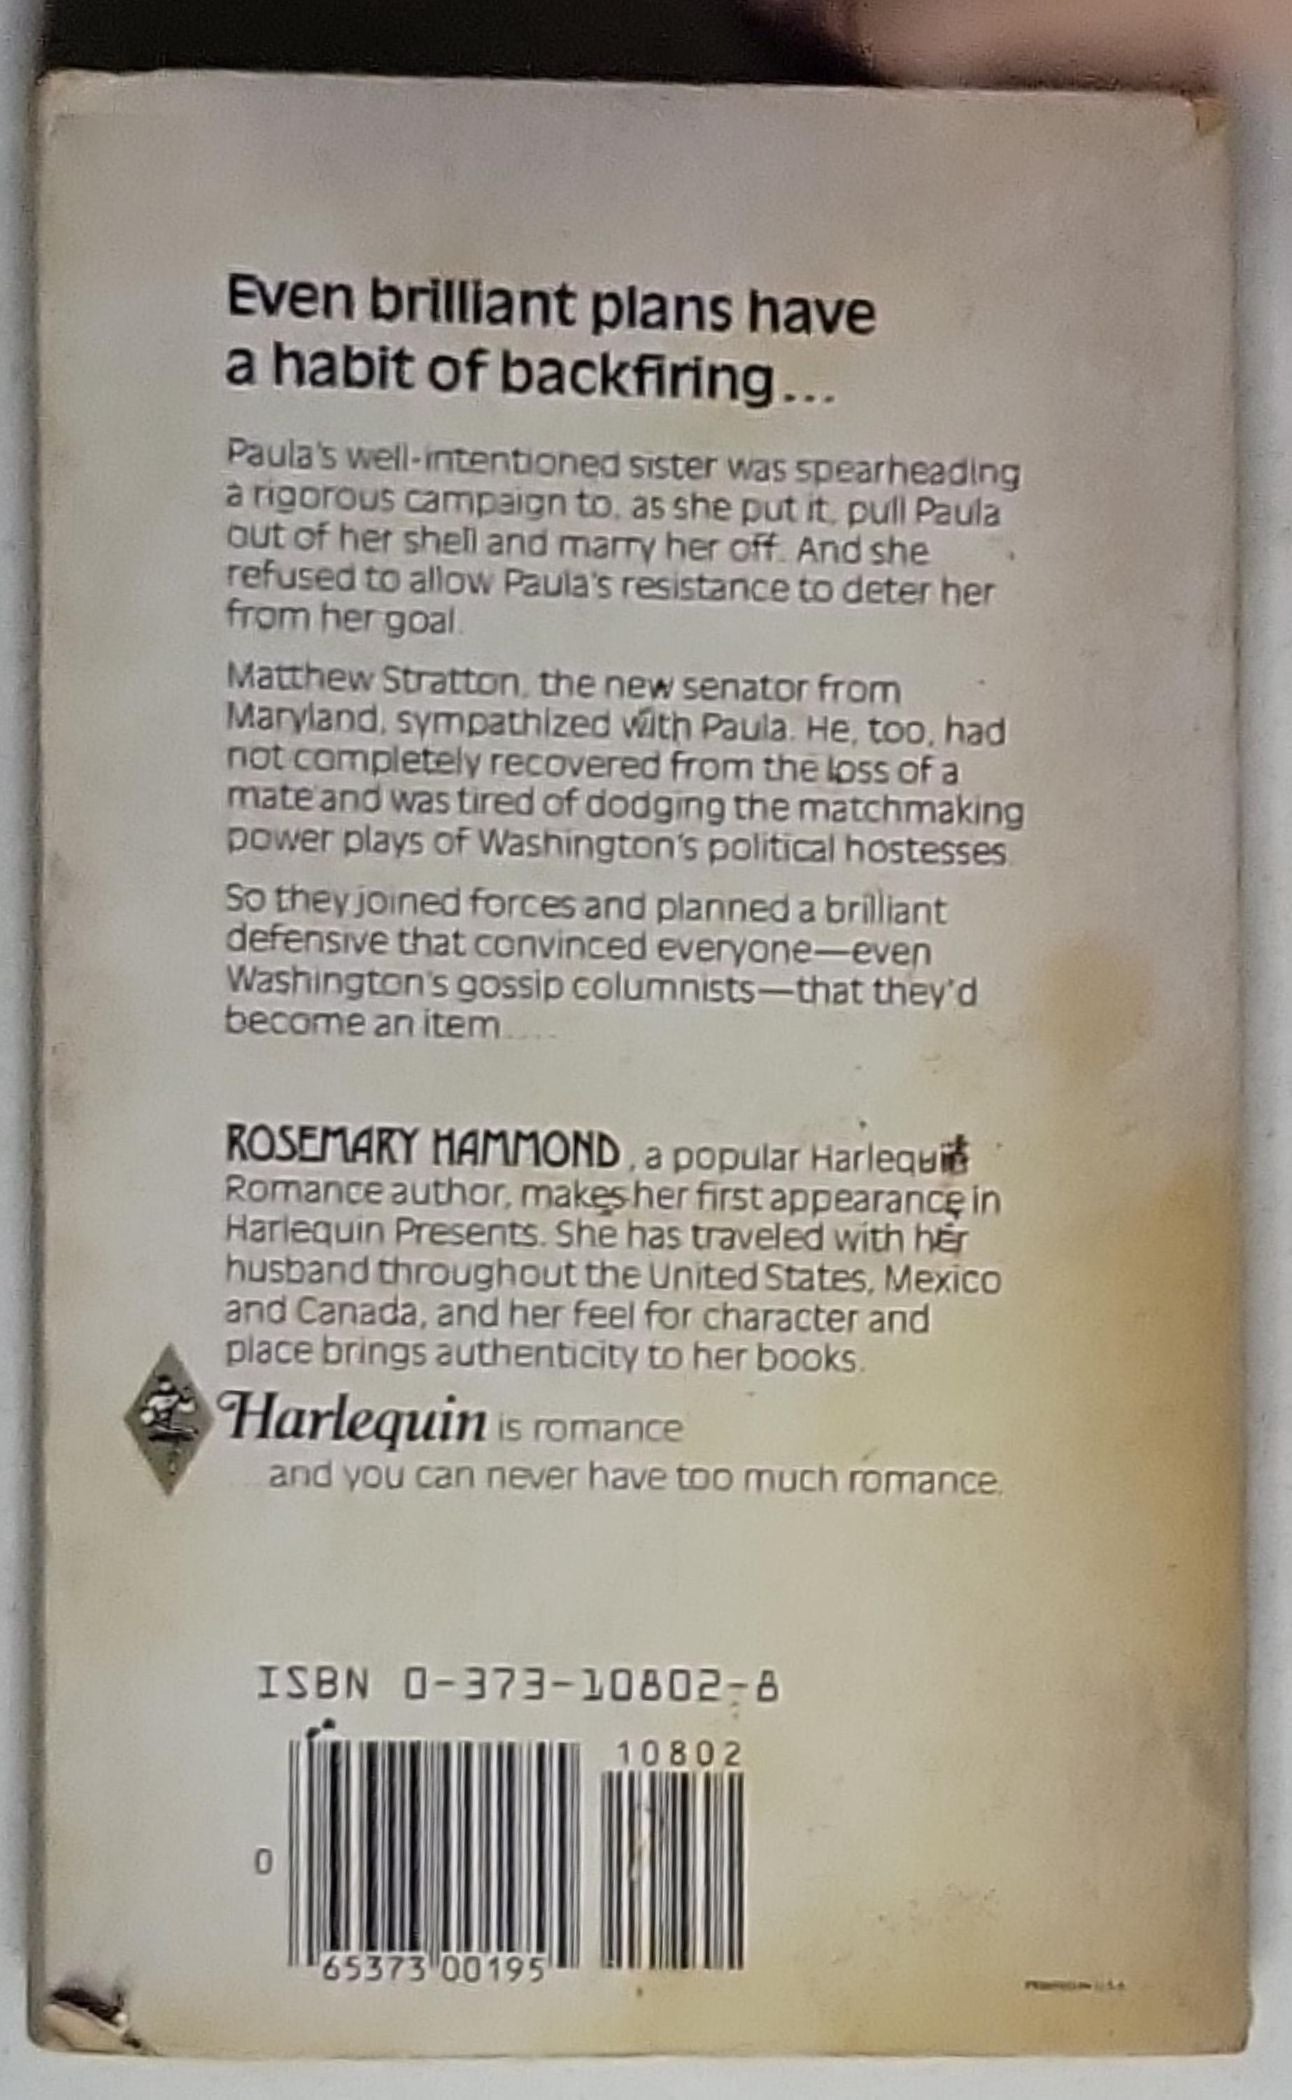 Even brilliant plans have
a habit of backfiring...
Paula's well-intentioned sister was spearheading
a rigorous campaign to, as she put it, pull Paula
out of her shell and marry her off. And she
refused to allow Paula's resistance to deter her
from her goal.
Matthew Stratton, the new senator from
Maryland, sympathized with Paula. He, too, had
not completely recovered from the loss of a
mate and was tired of dodging the matchmaking
power plays of Washington's political hostesses.
So they joined forces and planned a brilliant
defensive that convinced everyone—even
Washington's gossip columnists—that they'd
become an item....
ROSEMARY HAMMOND, a popular Harlequin
Romance author, makes her first appearance in
Harlequin Presents. She has traveled with her
husband throughout the United States, Mexico
and Canada, and her feel for character and
place brings authenticity to her books.
Harlequin is romance
...and you can never have too much romance.
ISBN 0-373-10802-8
10802
0
65373 00195
PRINTED IN U.S.A.